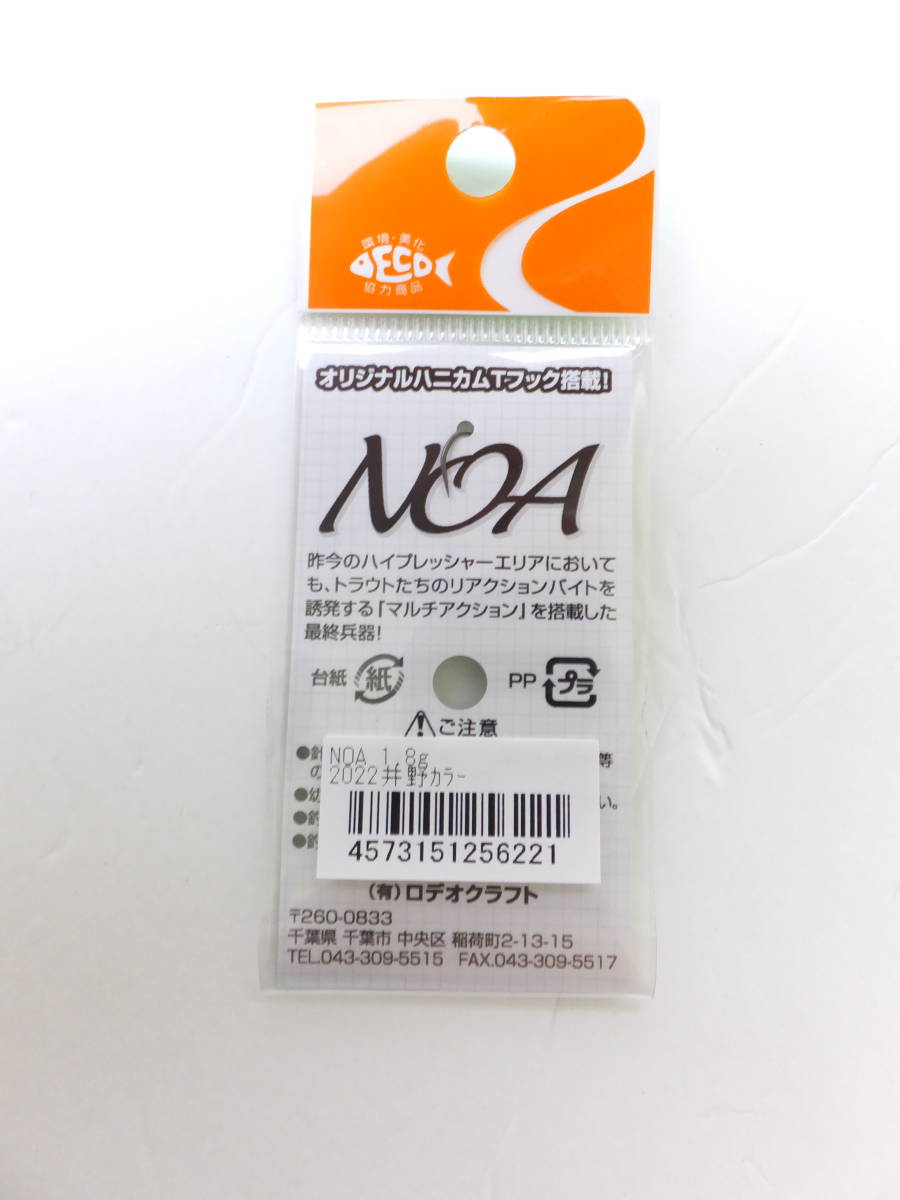 環境・美化
ECO
協力商品
オリジナルハニカムTフック搭載!
NOA
昨今のハイプレッシャーエリアにおいて
も、トラウトたちのリアクションバイトを
誘発する「マルチアクション」を搭載した
最終兵器!
台紙 紙 PP プラ
ご注意
NOA 1.8g
2022井野カラー
等
の
い。
4573151256221
(有)ロデオクラフト
〒260-0833
千葉県 千葉市 中央区 稲荷町2-13-15
TEL.043-309-5515 FAX.043-309-5517